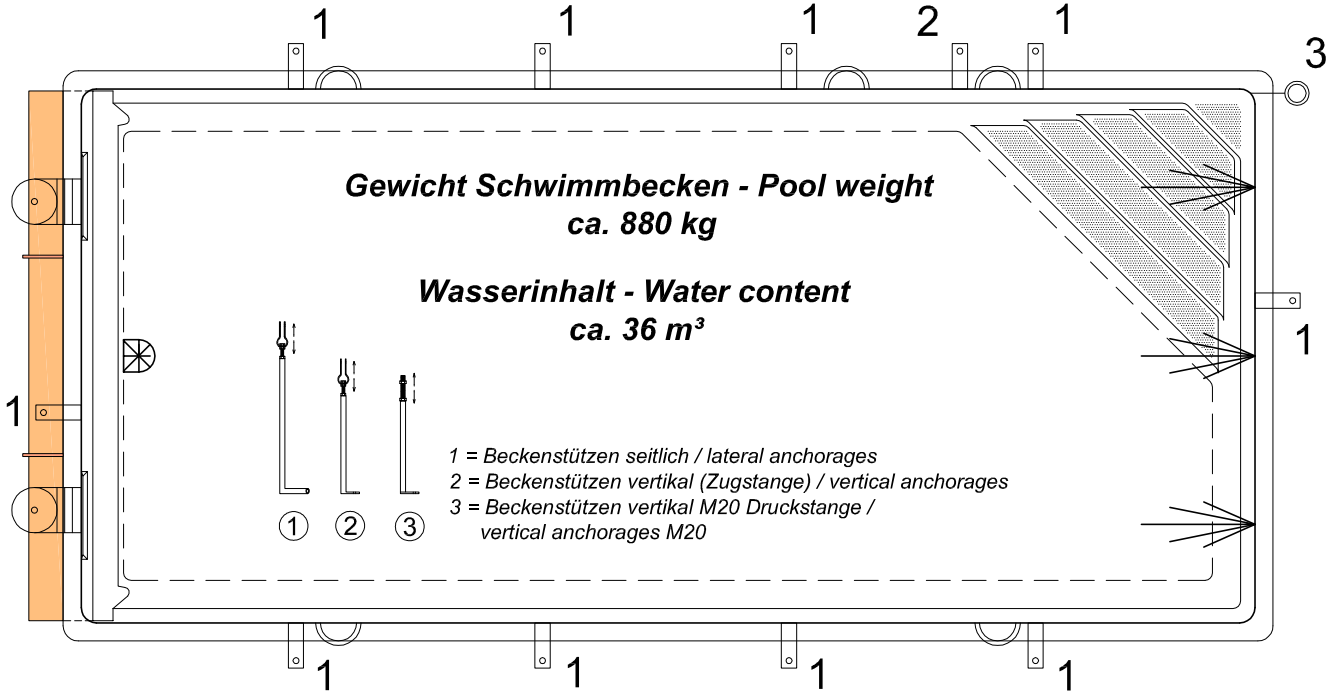 1 1 1 2 1
3
Gewicht Schwimmbecken - Pool weight
ca. 880 kg
Wasserinhalt - Water content
ca. 36 m³
1
1
1 = Beckenstützen seitlich / lateral anchorages
2 = Beckenstützen vertikal (Zugstange) / vertical anchorages
3 = Beckenstützen vertikal M20 Druckstange /
vertical anchorages M20
1 2 3
1 1 1 1